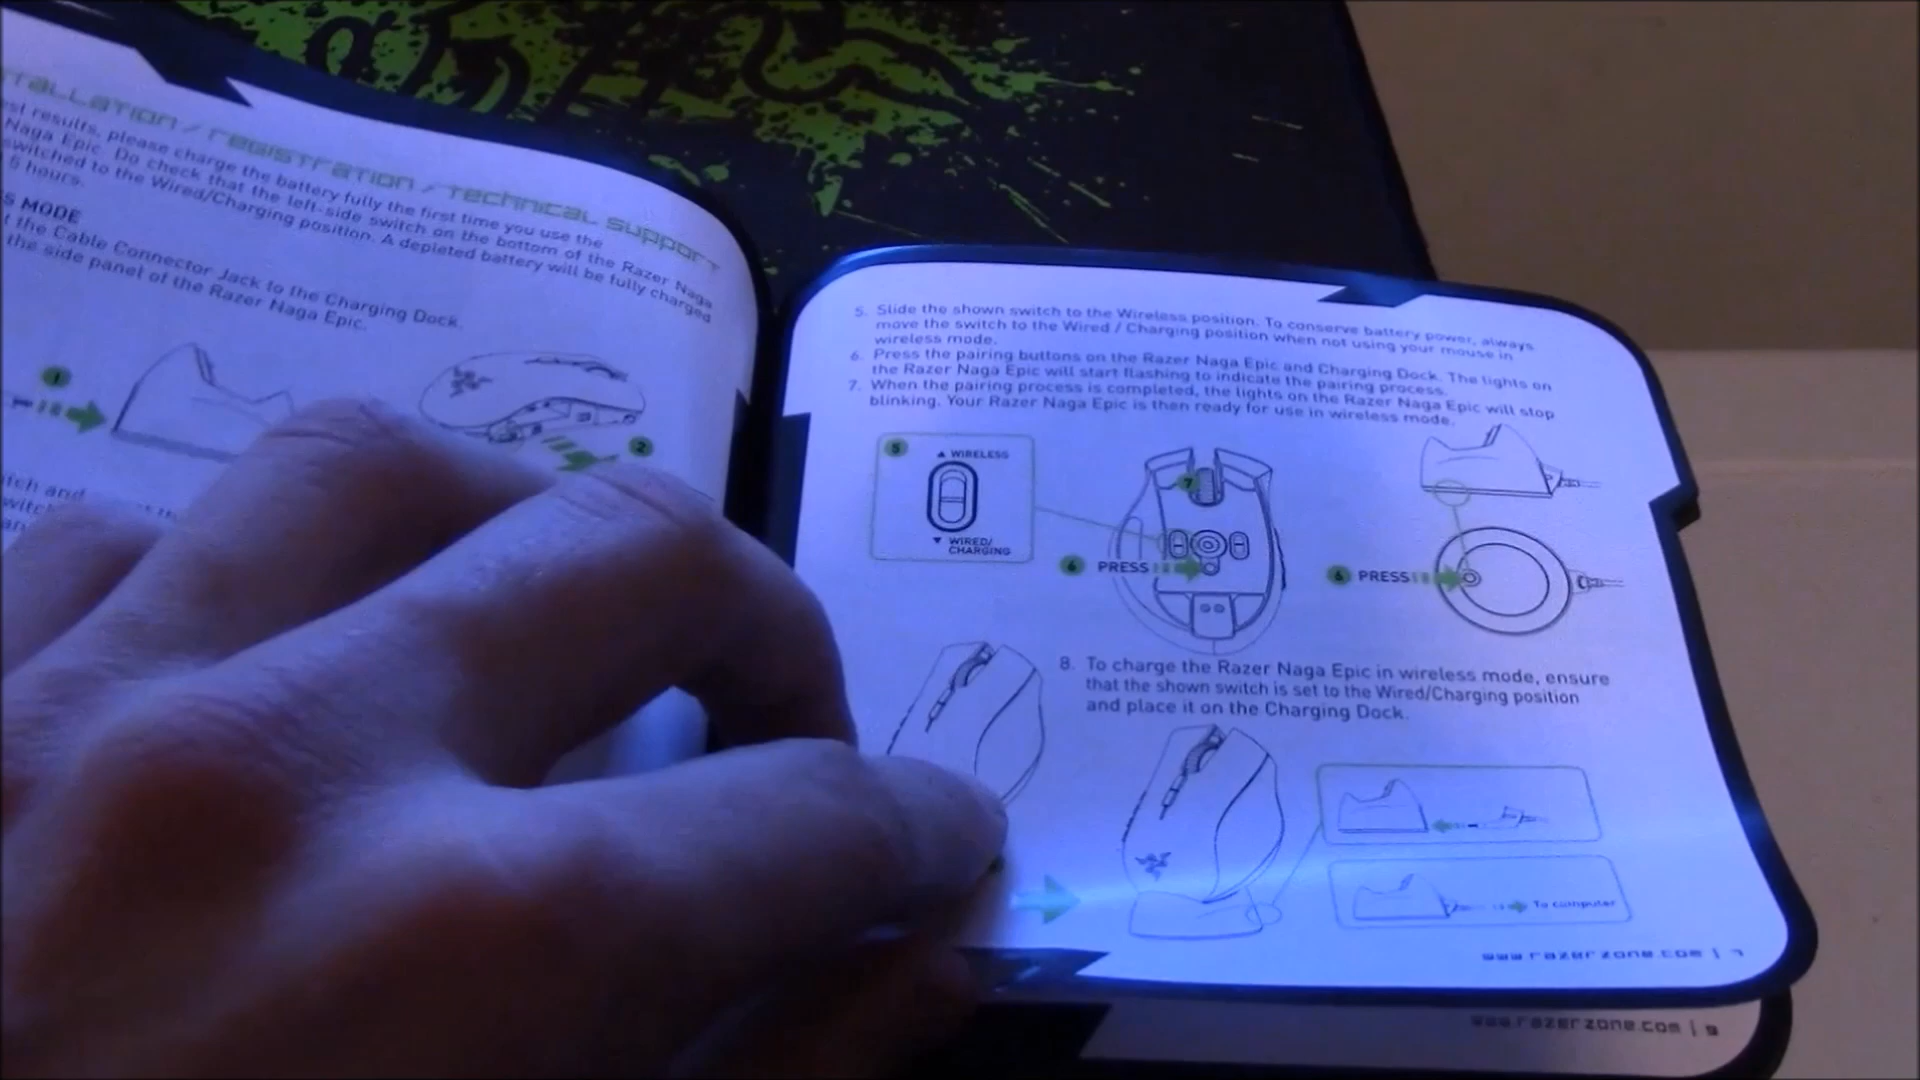 TALLATION / REGISTRATION / TECHNICAL SUPPORT
est results, please charge the battery fully the first time you use the
Naga Epic. Do check that the left-side switch on the bottom of the Razer Naga
switched to the Wired/Charging position. A depleted battery will be fully charged
6 hours.
S MODE
t the Cable Connector Jack to the Charging Dock.
the side panel of the Razer Naga Epic.
1
2
5. Slide the shown switch to the Wireless position. To conserve battery power, always
move the switch to the Wired / Charging position when not using your mouse in
wireless mode.
6. Press the pairing buttons on the Razer Naga Epic and Charging Dock. The lights on
the Razer Naga Epic will start flashing to indicate the pairing process.
7. When the pairing process is completed, the lights on the Razer Naga Epic will stop
blinking. Your Razer Naga Epic is then ready for use in wireless mode.
5
▲ WIRELESS
▼ WIRED/
CHARGING
7
6 PRESS
6 PRESS
8. To charge the Razer Naga Epic in wireless mode, ensure
that the shown switch is set to the Wired/Charging position
and place it on the Charging Dock.
To computer
www.razerzone.com | 7
www.razerzone.com | 9